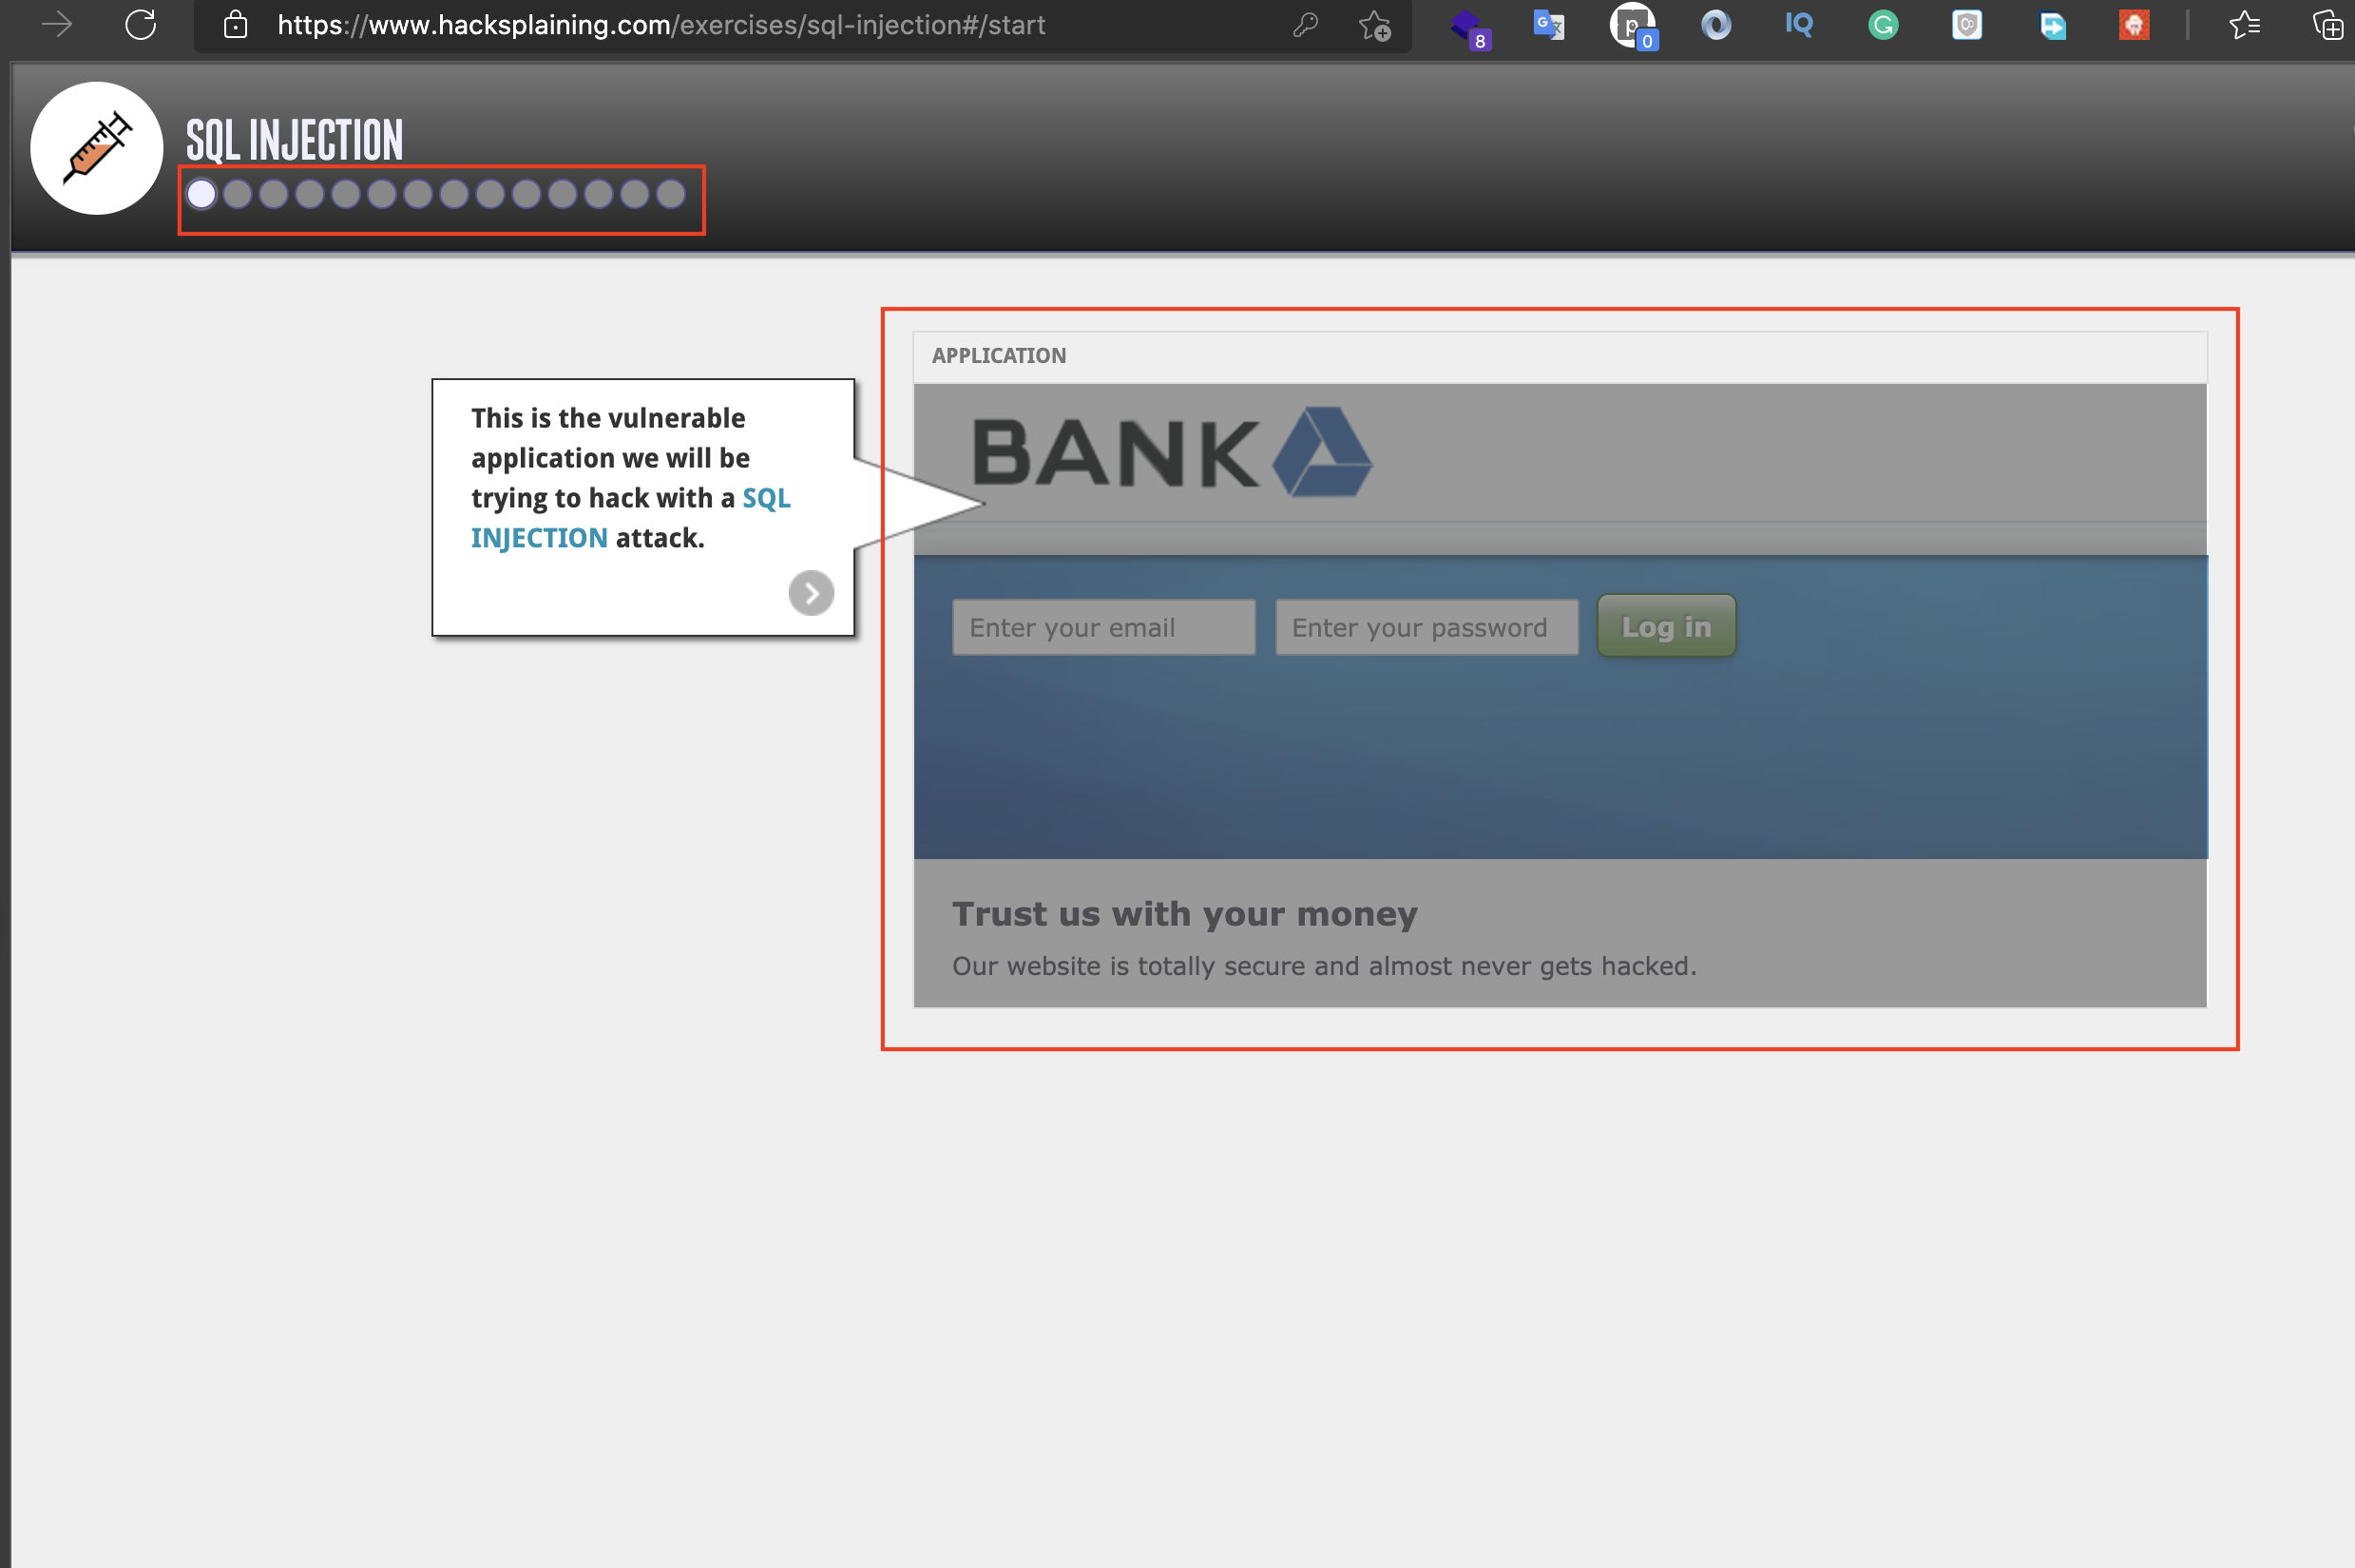 https://www.hacksplaining.com/exercises/sql-injection#/start
8
G
p
0
IQ
G
SQL INJECTION
APPLICATION
This is the vulnerable
application we will be
trying to hack with a SQL
INJECTION attack.
BANK
Enter your email
Enter your password
Log in
Trust us with your money
Our website is totally secure and almost never gets hacked.